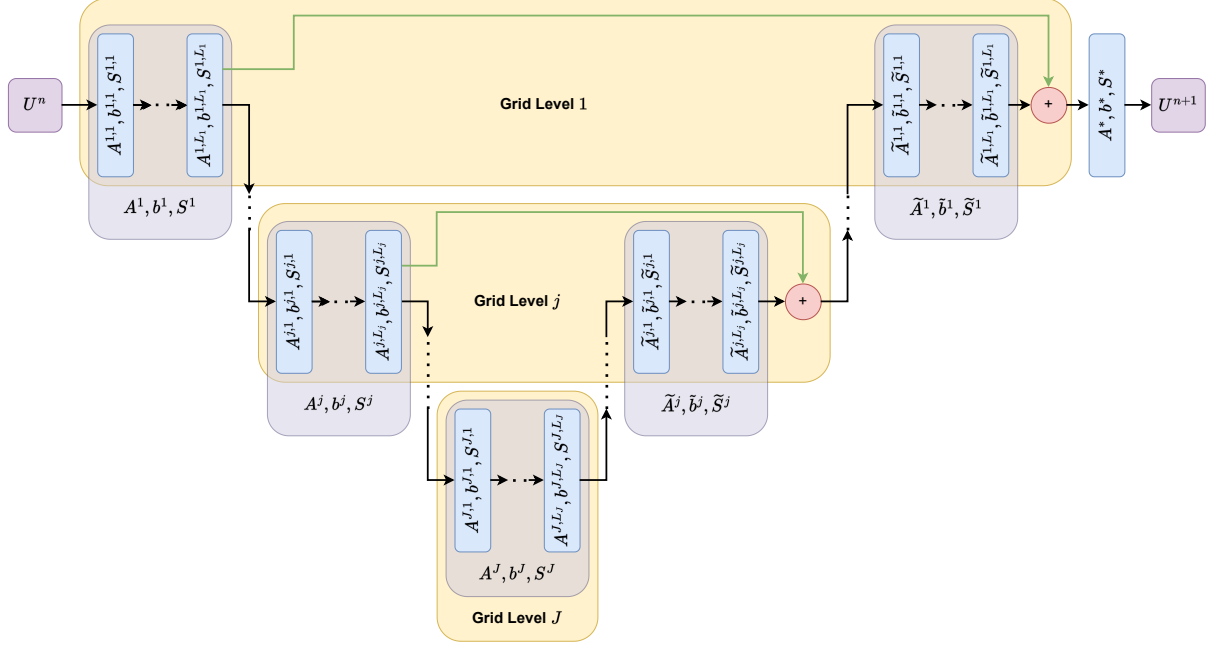 Uⁿ
A^{1,1}, b^{1,1}, S^{1,1}
A^{1,L_1}, b^{1,L_1}, S^{1,L_1}
A^1, b^1, S^1
Grid Level 1
Ã^{1,1}, b̃^{1,1}, S̃^{1,1}
Ã^{1,L_1}, b̃^{1,L_1}, S̃^{1,L_1}
Ã^1, b̃^1, S̃^1
+
A^*, b^*, S^*
U^{n+1}
A^{j,1}, b^{j,1}, S^{j,1}
A^{j,L_j}, b^{j,L_j}, S^{j,L_j}
A^j, b^j, S^j
Grid Level j
Ã^{j,1}, b̃^{j,1}, S̃^{j,1}
Ã^{j,L_j}, b̃^{j,L_j}, S̃^{j,L_j}
Ã^j, b̃^j, S̃^j
+
A^{J,1}, b^{J,1}, S^{J,1}
A^{J,L_J}, b^{J,L_J}, S^{J,L_J}
A^J, b^J, S^J
Grid Level J